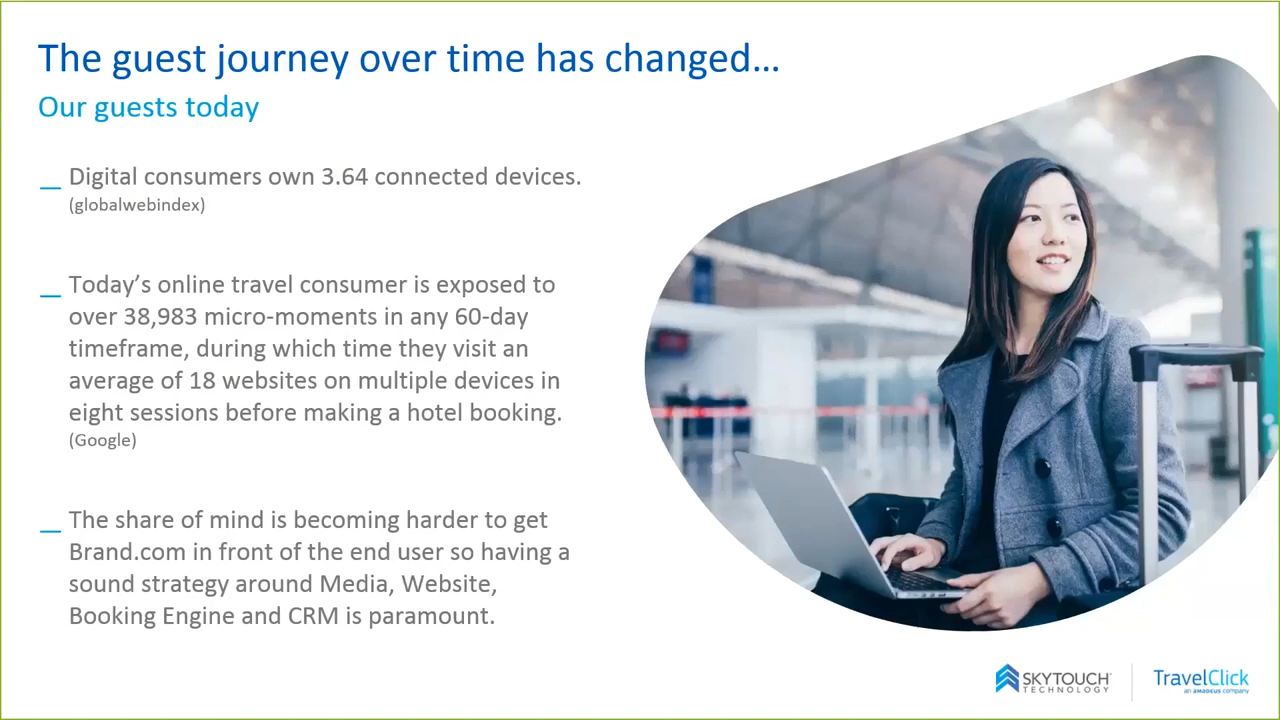 The guest journey over time has changed…
Our guests today
Digital consumers own 3.64 connected devices.
(globalwebindex)
Today’s online travel consumer is exposed to
over 38,983 micro-moments in any 60-day
timeframe, during which time they visit an
average of 18 websites on multiple devices in
eight sessions before making a hotel booking.
(Google)
The share of mind is becoming harder to get
Brand.com in front of the end user so having a
sound strategy around Media, Website,
Booking Engine and CRM is paramount.
SKYTOUCH
TECHNOLOGY
TravelClick
an amadeus company